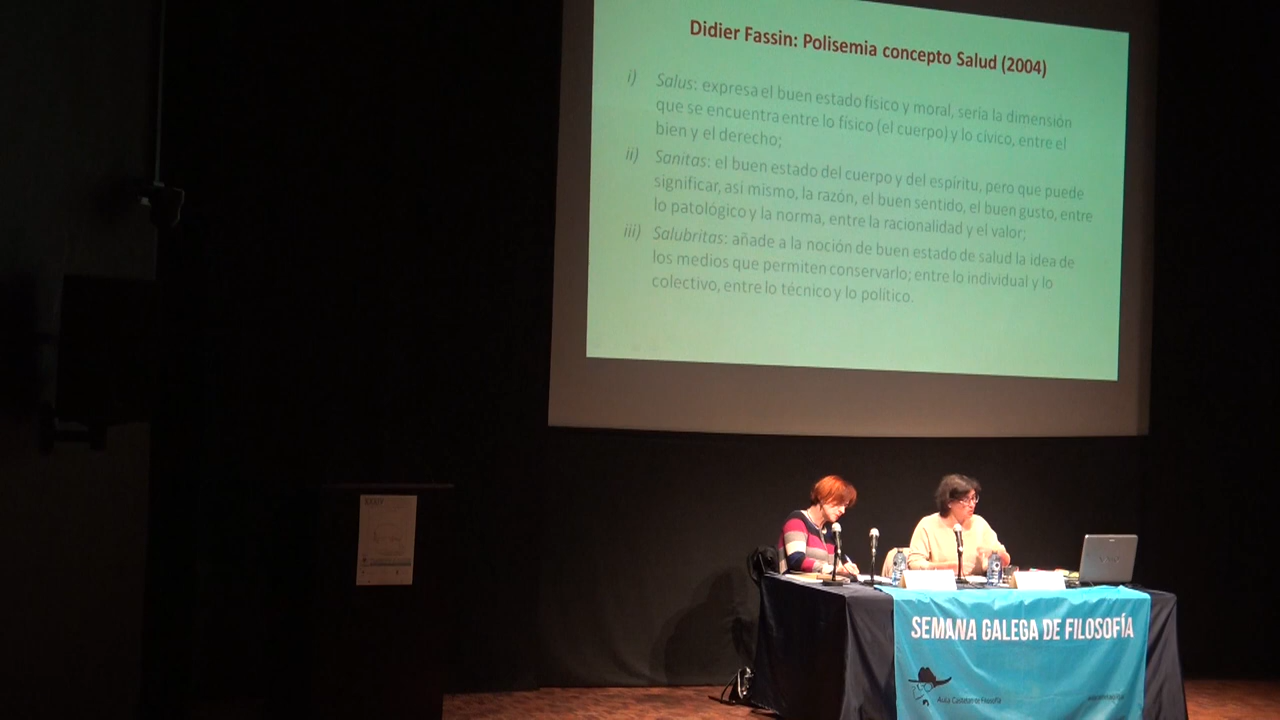 Didier Fassin: Polisemia concepto Salud (2004)
i) Salus: expresa el buen estado físico y moral, sería la dimensión
que se encuentra entre lo físico (el cuerpo) y lo cívico, entre el
bien y el derecho;
ii) Sanitas: el buen estado del cuerpo y del espíritu, pero que puede
significar, así mismo, la razón, el buen sentido, el buen gusto, entre
lo patológico y la norma, entre la racionalidad y el valor;
iii) Salubritas: añade a la noción de buen estado de salud la idea de
los medios que permiten conservarlo; entre lo individual y lo
colectivo, entre lo técnico y lo político.
SEMANA GALEGA DE FILOSOFÍA
Aula Castelao de Filosofía